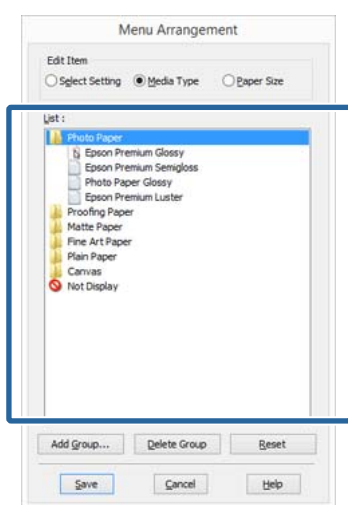 Menu Arrangement
Edit Item
Select Setting Media Type Paper Size
List :
Photo Paper
Epson Premium Glossy
Epson Premium Semigloss
Photo Paper Glossy
Epson Premium Luster
Proofing Paper
Matte Paper
Fine Art Paper
Plain Paper
Canvas
Not Display
Add Group... Delete Group Reset
Save Cancel Help